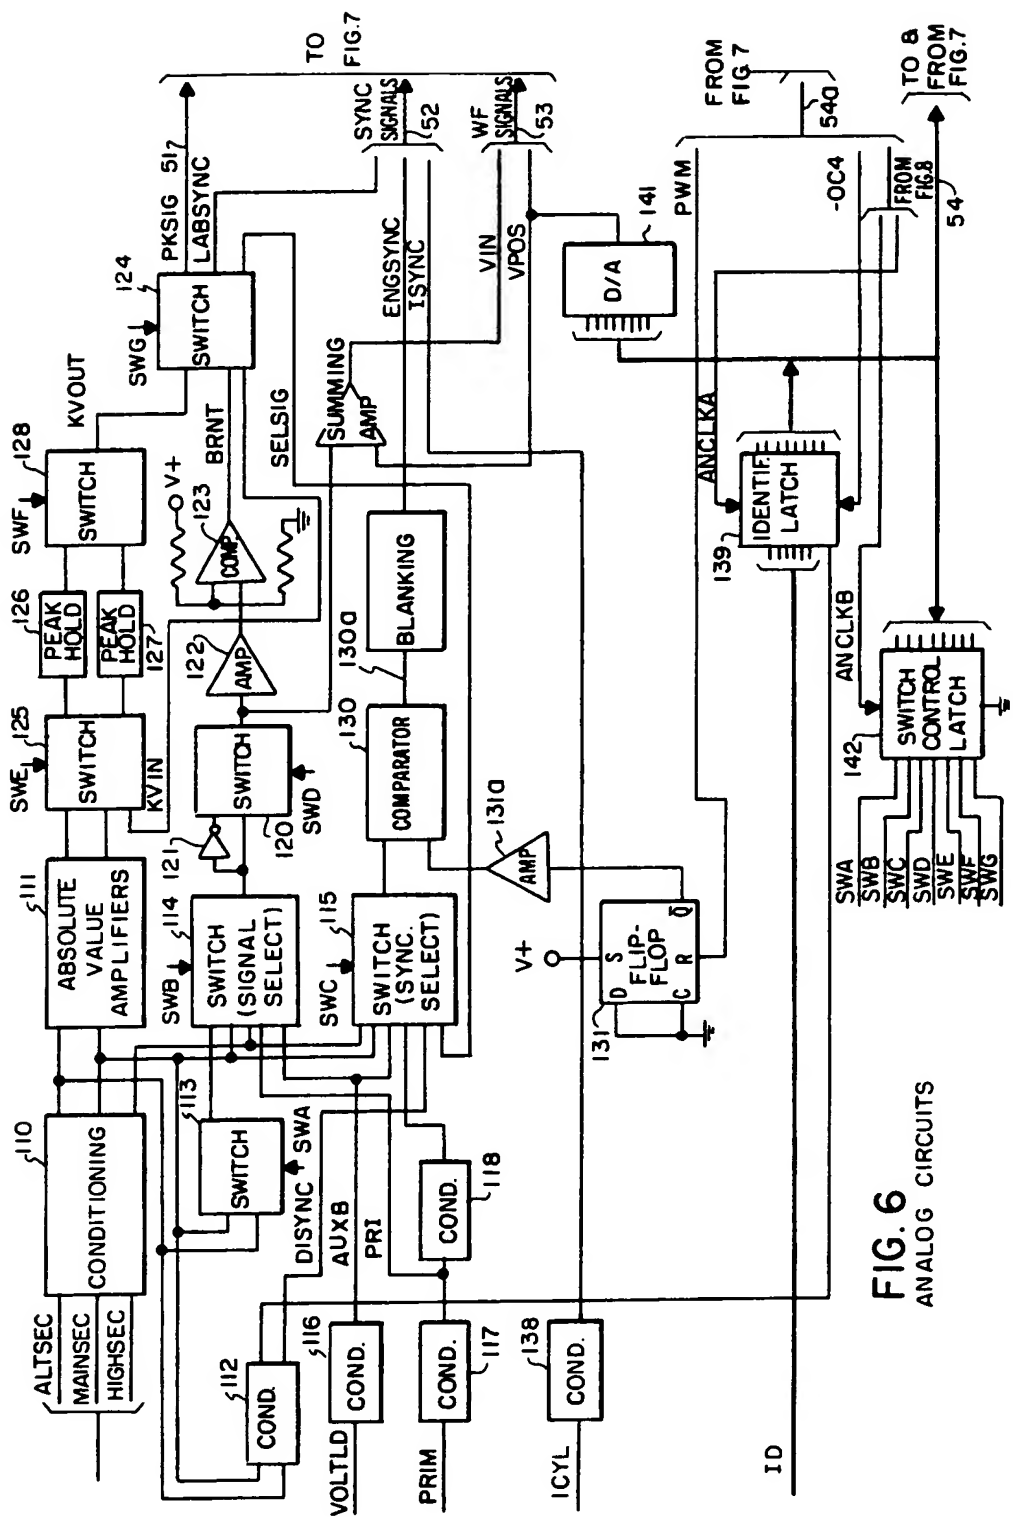 ALTSEC
MAINSEC
HIGHSEC
110
CONDITIONING
111
ABSOLUTE
VALUE
AMPLIFIERS
SWE
125
SWITCH
KVIN
126
PEAK
HOLD
PEAK
HOLD
127
SWF
128
SWITCH
KVOUT
SWG
124
SWITCH
PKSIG 51
LABSYNC
TO
FIG.7
112
COND.
113
SWITCH
SWA
SWB
114
SWITCH
(SIGNAL
SELECT)
121
SWITCH
120
SWD
122
AMP
123
COMP.
V+
BRNT
SELSIG
SUMMING
AMP
SYNC
SIGNALS
52
ENGSYNC
ISYNC
WF
SIGNALS
53
VIN
VPOS
DISYNC
AUXB
PRI
VOLTLD
116
COND.
PRIM
117
COND.
118
COND.
SWC
115
SWITCH
(SYNC.
SELECT)
130
COMPARATOR
130a
BLANKING
131a
AMP
V+
131
D
S
FLIP-
FLOP
C
R
Q̅
ICYL
138
COND.
141
D/A
PWM
FROM
FIG 7
54a
-OC4
FROM
FIG.8
TO &
FROM
FIG.7
54
ANCLKA
139
IDENTIF.
LATCH
ANCLKB
142
SWITCH
CONTROL
LATCH
SWA
SWB
SWC
SWD
SWE
SWF
SWG
ID
FIG. 6
ANALOG CIRCUITS